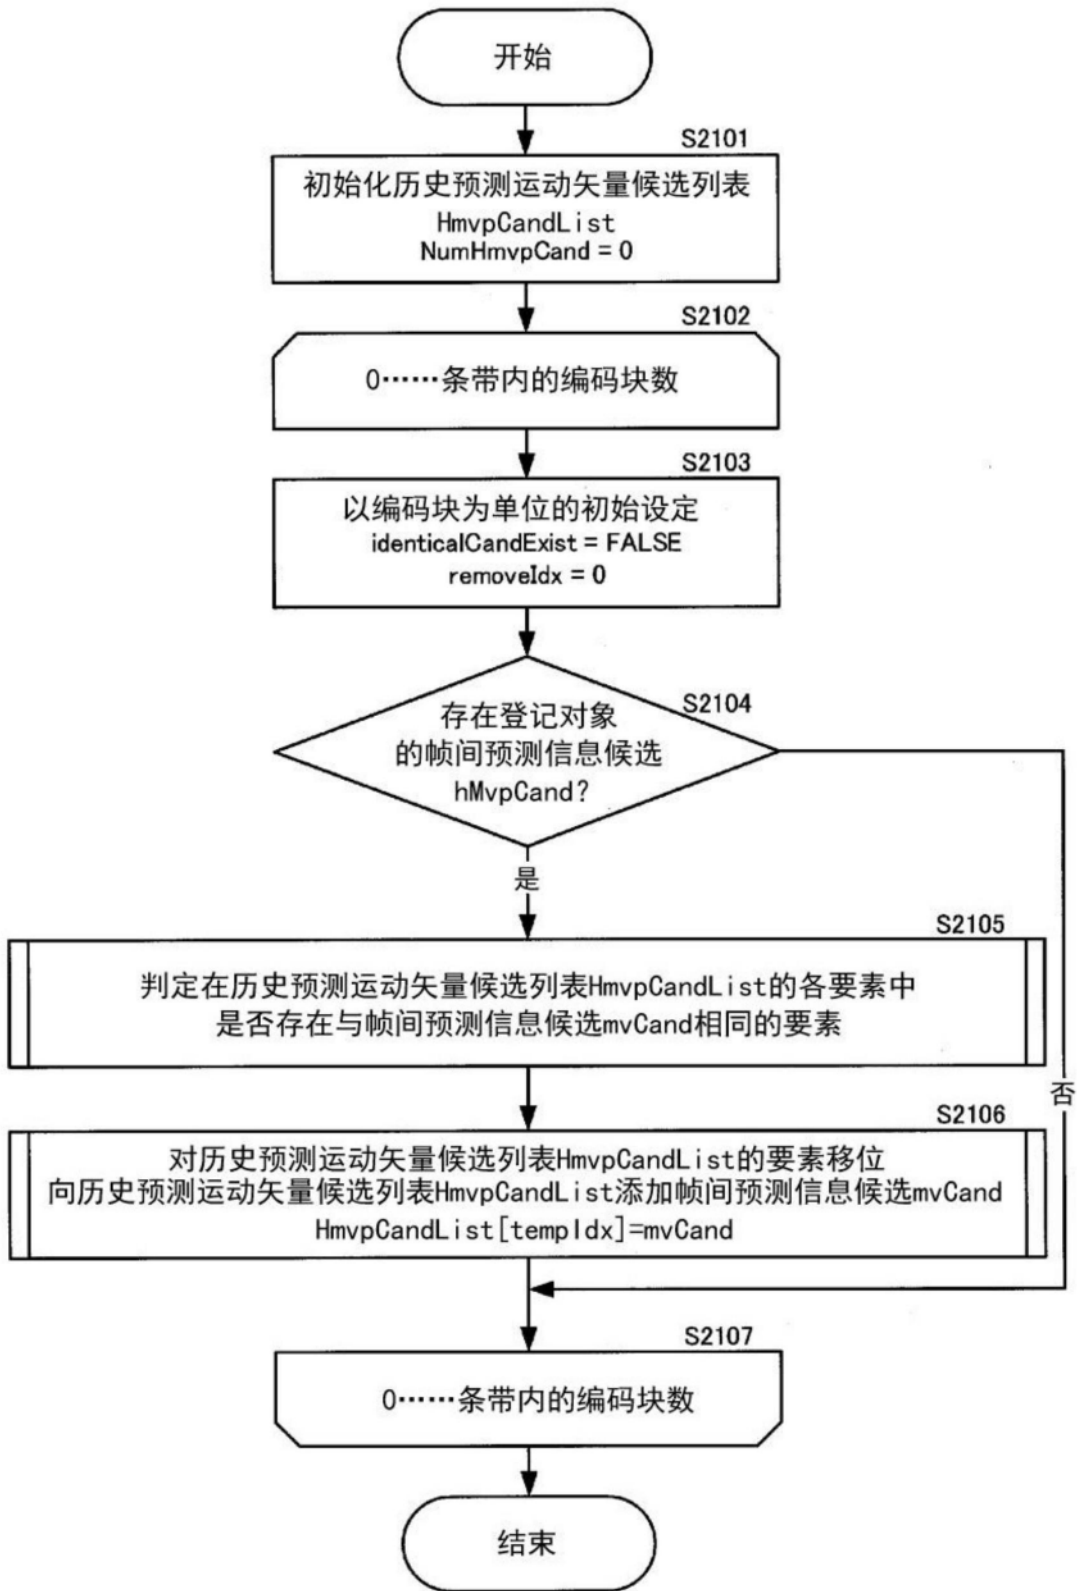 开始
S2101
初始化历史预测运动矢量候选列表
HmvpCandList
NumHmvpCand = 0
S2102
0……条带内的编码块数
S2103
以编码块为单位的初始设定
identicalCandExist = FALSE
removeIdx = 0
S2104
存在登记对象
的帧间预测信息候选
hMvpCand?
是
S2105
判定在历史预测运动矢量候选列表HmvpCandList的各要素中
是否存在与帧间预测信息候选mvCand相同的要素
否
S2106
对历史预测运动矢量候选列表HmvpCandList的要素移位
向历史预测运动矢量候选列表HmvpCandList添加帧间预测信息候选mvCand
HmvpCandList[tempIdx]=mvCand
S2107
0……条带内的编码块数
结束